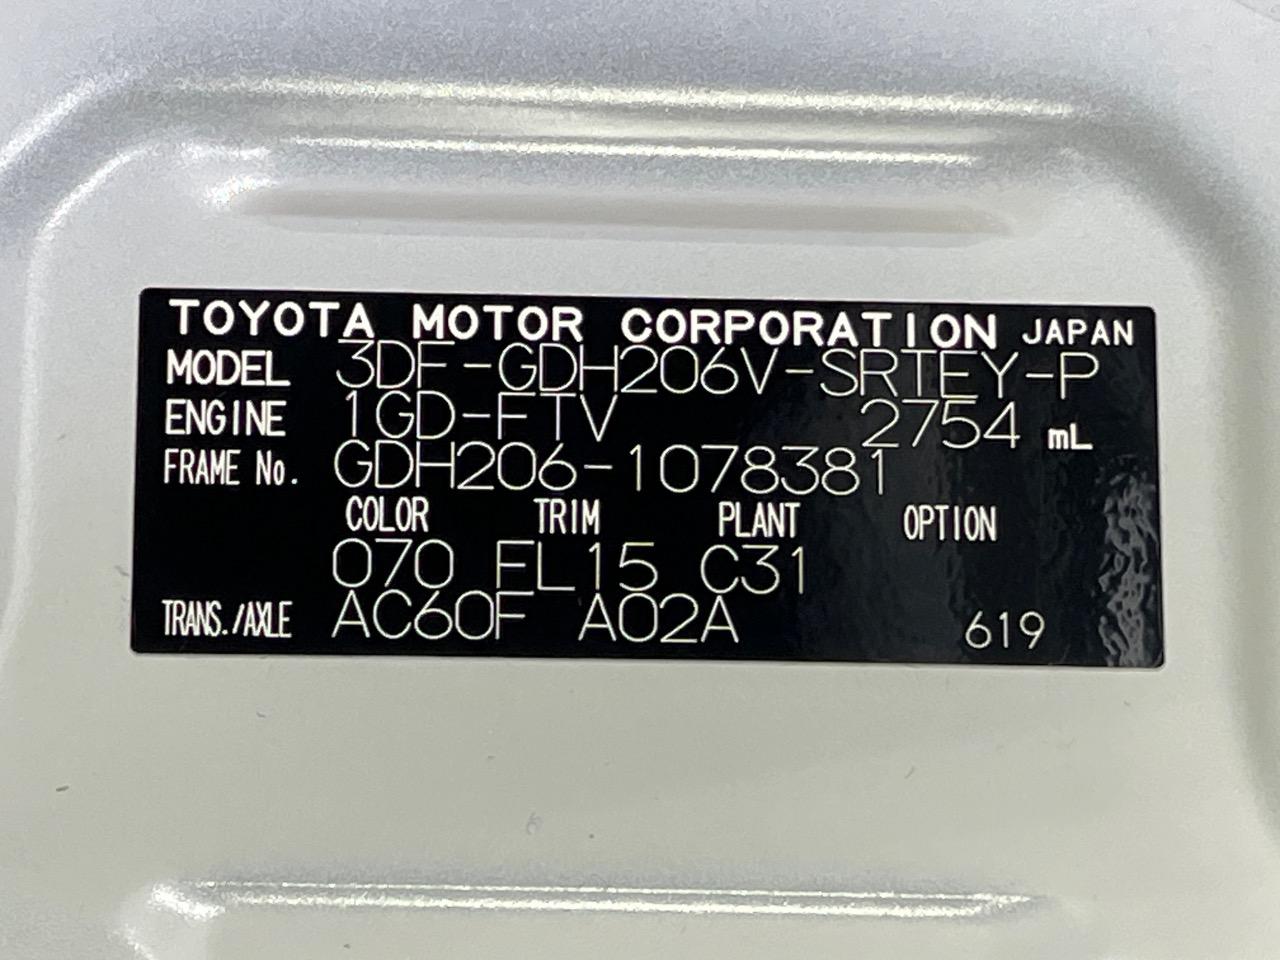 TOYOTA MOTOR CORPORATION JAPAN
MODEL 3DF-GDH206V-SRTEY-P
ENGINE 1GD-FTV 2754 mL
FRAME No. GDH206-1078381
COLOR TRIM PLANT OPTION
070 FL15 C31
TRANS./AXLE AC60F A02A 619